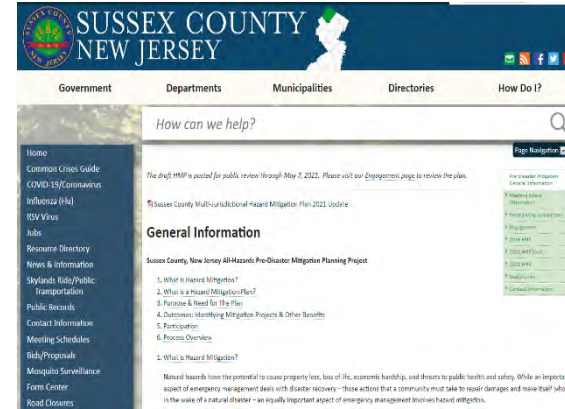 SUSSEX COUNTY
NEW JERSEY
Government
Departments
Municipalities
Directories
How Do I?
How can we help?
Page Navigation
Home
Common Crises Guide
COVID-19/Coronavirus
Influenza (Flu)
RSV Virus
Jobs
Resource Directory
News & Information
Skylands Ride/Public
Transportation
Public Records
Contact Information
Meeting Schedules
Bids/Proposals
Mosquito Surveillance
Form Center
Road Closures
The draft HMP is posted for public review through May 7, 2021. Please visit our Engagement page to review the plan.
Sussex County Multi-Jurisdictional Hazard Mitigation Plan 2021 Update
General Information
Sussex County, New Jersey All-Hazards Pre-Disaster Mitigation Planning Project
1. What is Hazard Mitigation?
2. What is a Hazard Mitigation Plan?
3. Purpose & Need for The Plan
4. Outcomes: Identifying Mitigation Projects & Other Benefits
5. Participation
6. Process Overview
1. What is Hazard Mitigation?
Natural hazards have the potential to cause property loss, loss of life, economic hardship, and threats to public health and safety. While an importa
aspect of emergency management deals with disaster recovery – those actions that a community must take to repair damages and make itself who
in the wake of a natural disaster – an equally important aspect of emergency management involves hazard mitigation.
Pre Disaster Mitigation
General Information
Engagement
Contact Information